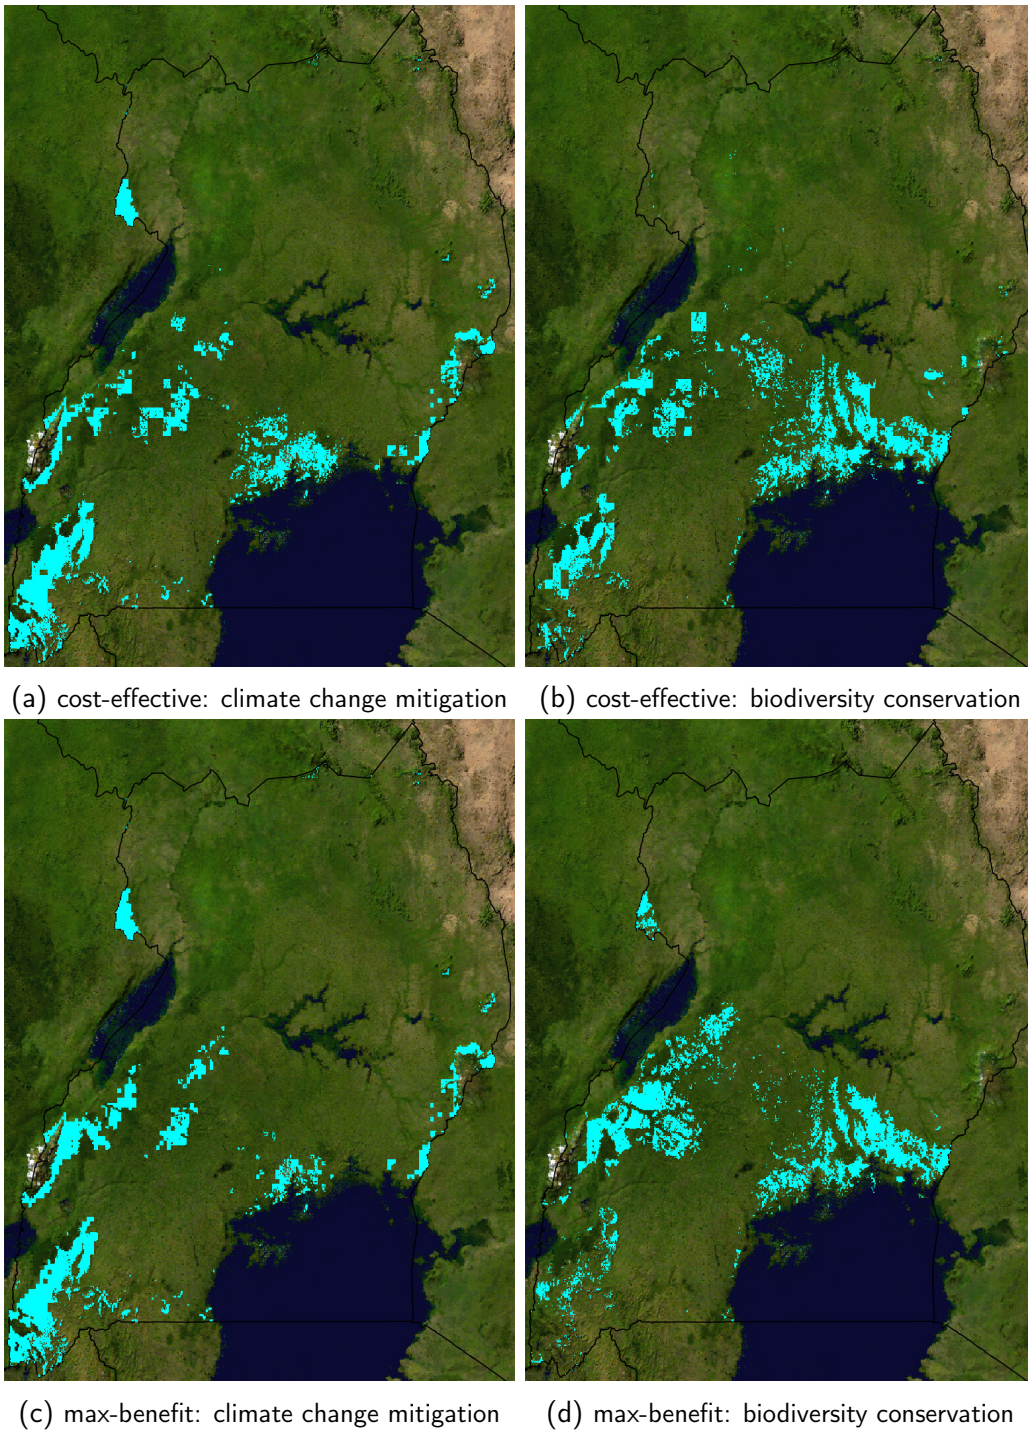 (a) cost-effective: climate change mitigation
(b) cost-effective: biodiversity conservation
(c) max-benefit: climate change mitigation
(d) max-benefit: biodiversity conservation